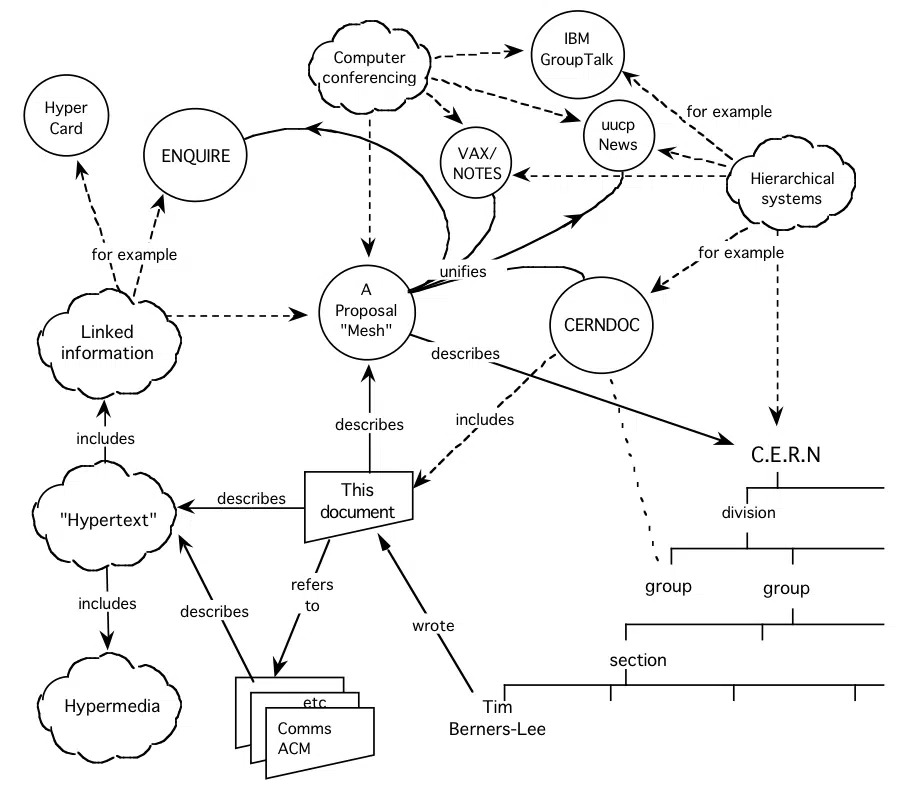 IBM
GroupTalk
Computer
conferencing
Hyper
Card
for example
uucp
News
ENQUIRE
VAX/
NOTES
Hierarchical
systems
for example
for example
unifies
A
Proposal
"Mesh"
CERNDOC
Linked
information
describes
includes
describes
includes
C.E.R.N
This
document
describes
"Hypertext"
division
refers
to
group
group
includes
describes
wrote
section
Hypermedia
etc
Tim
Berners-Lee
Comms
ACM